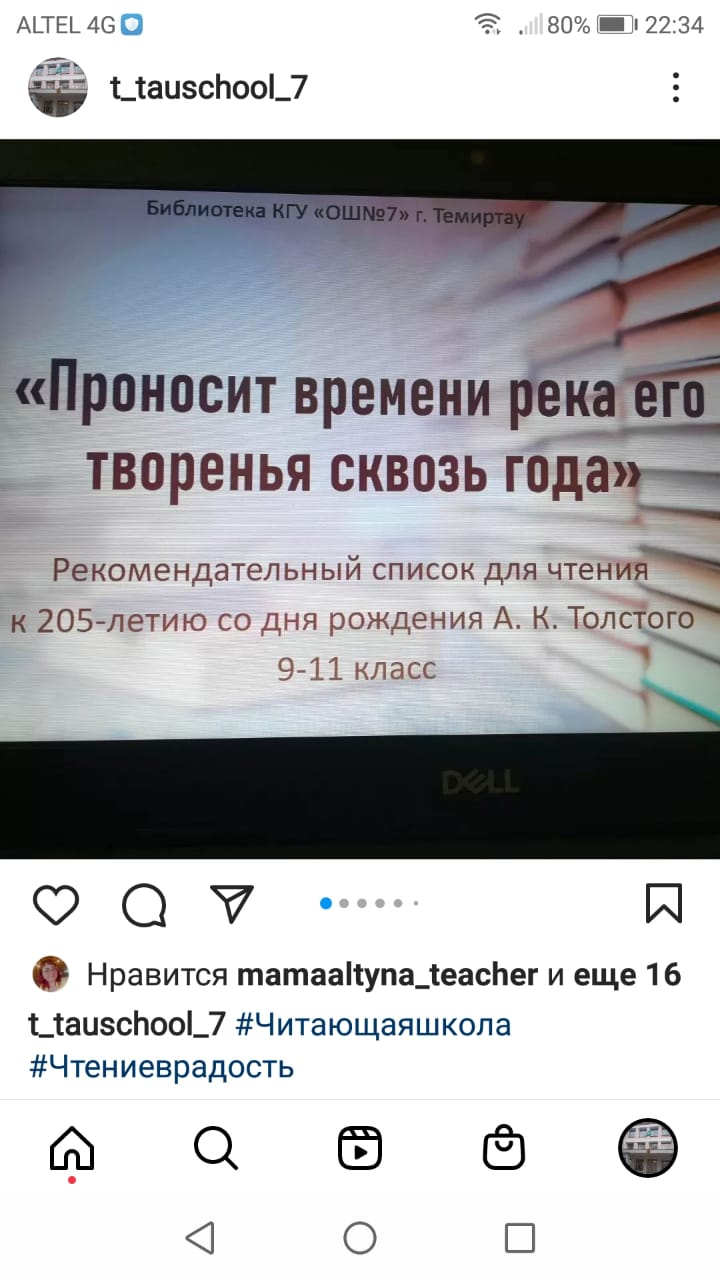 ALTEL 4G 80% 22:34
t_tauschool_7
Библиотека КГУ «ОШ№7» г. Темиртау
«Проносит времени река его
творенья сквозь года»
Рекомендательный список для чтения
к 205-летию со дня рождения А. К. Толстого
9-11 класс
DELL
Нравится mamaaltyna_teacher и еще 16
t_tauschool_7 #Читающаяшкола
#Чтениеврадость